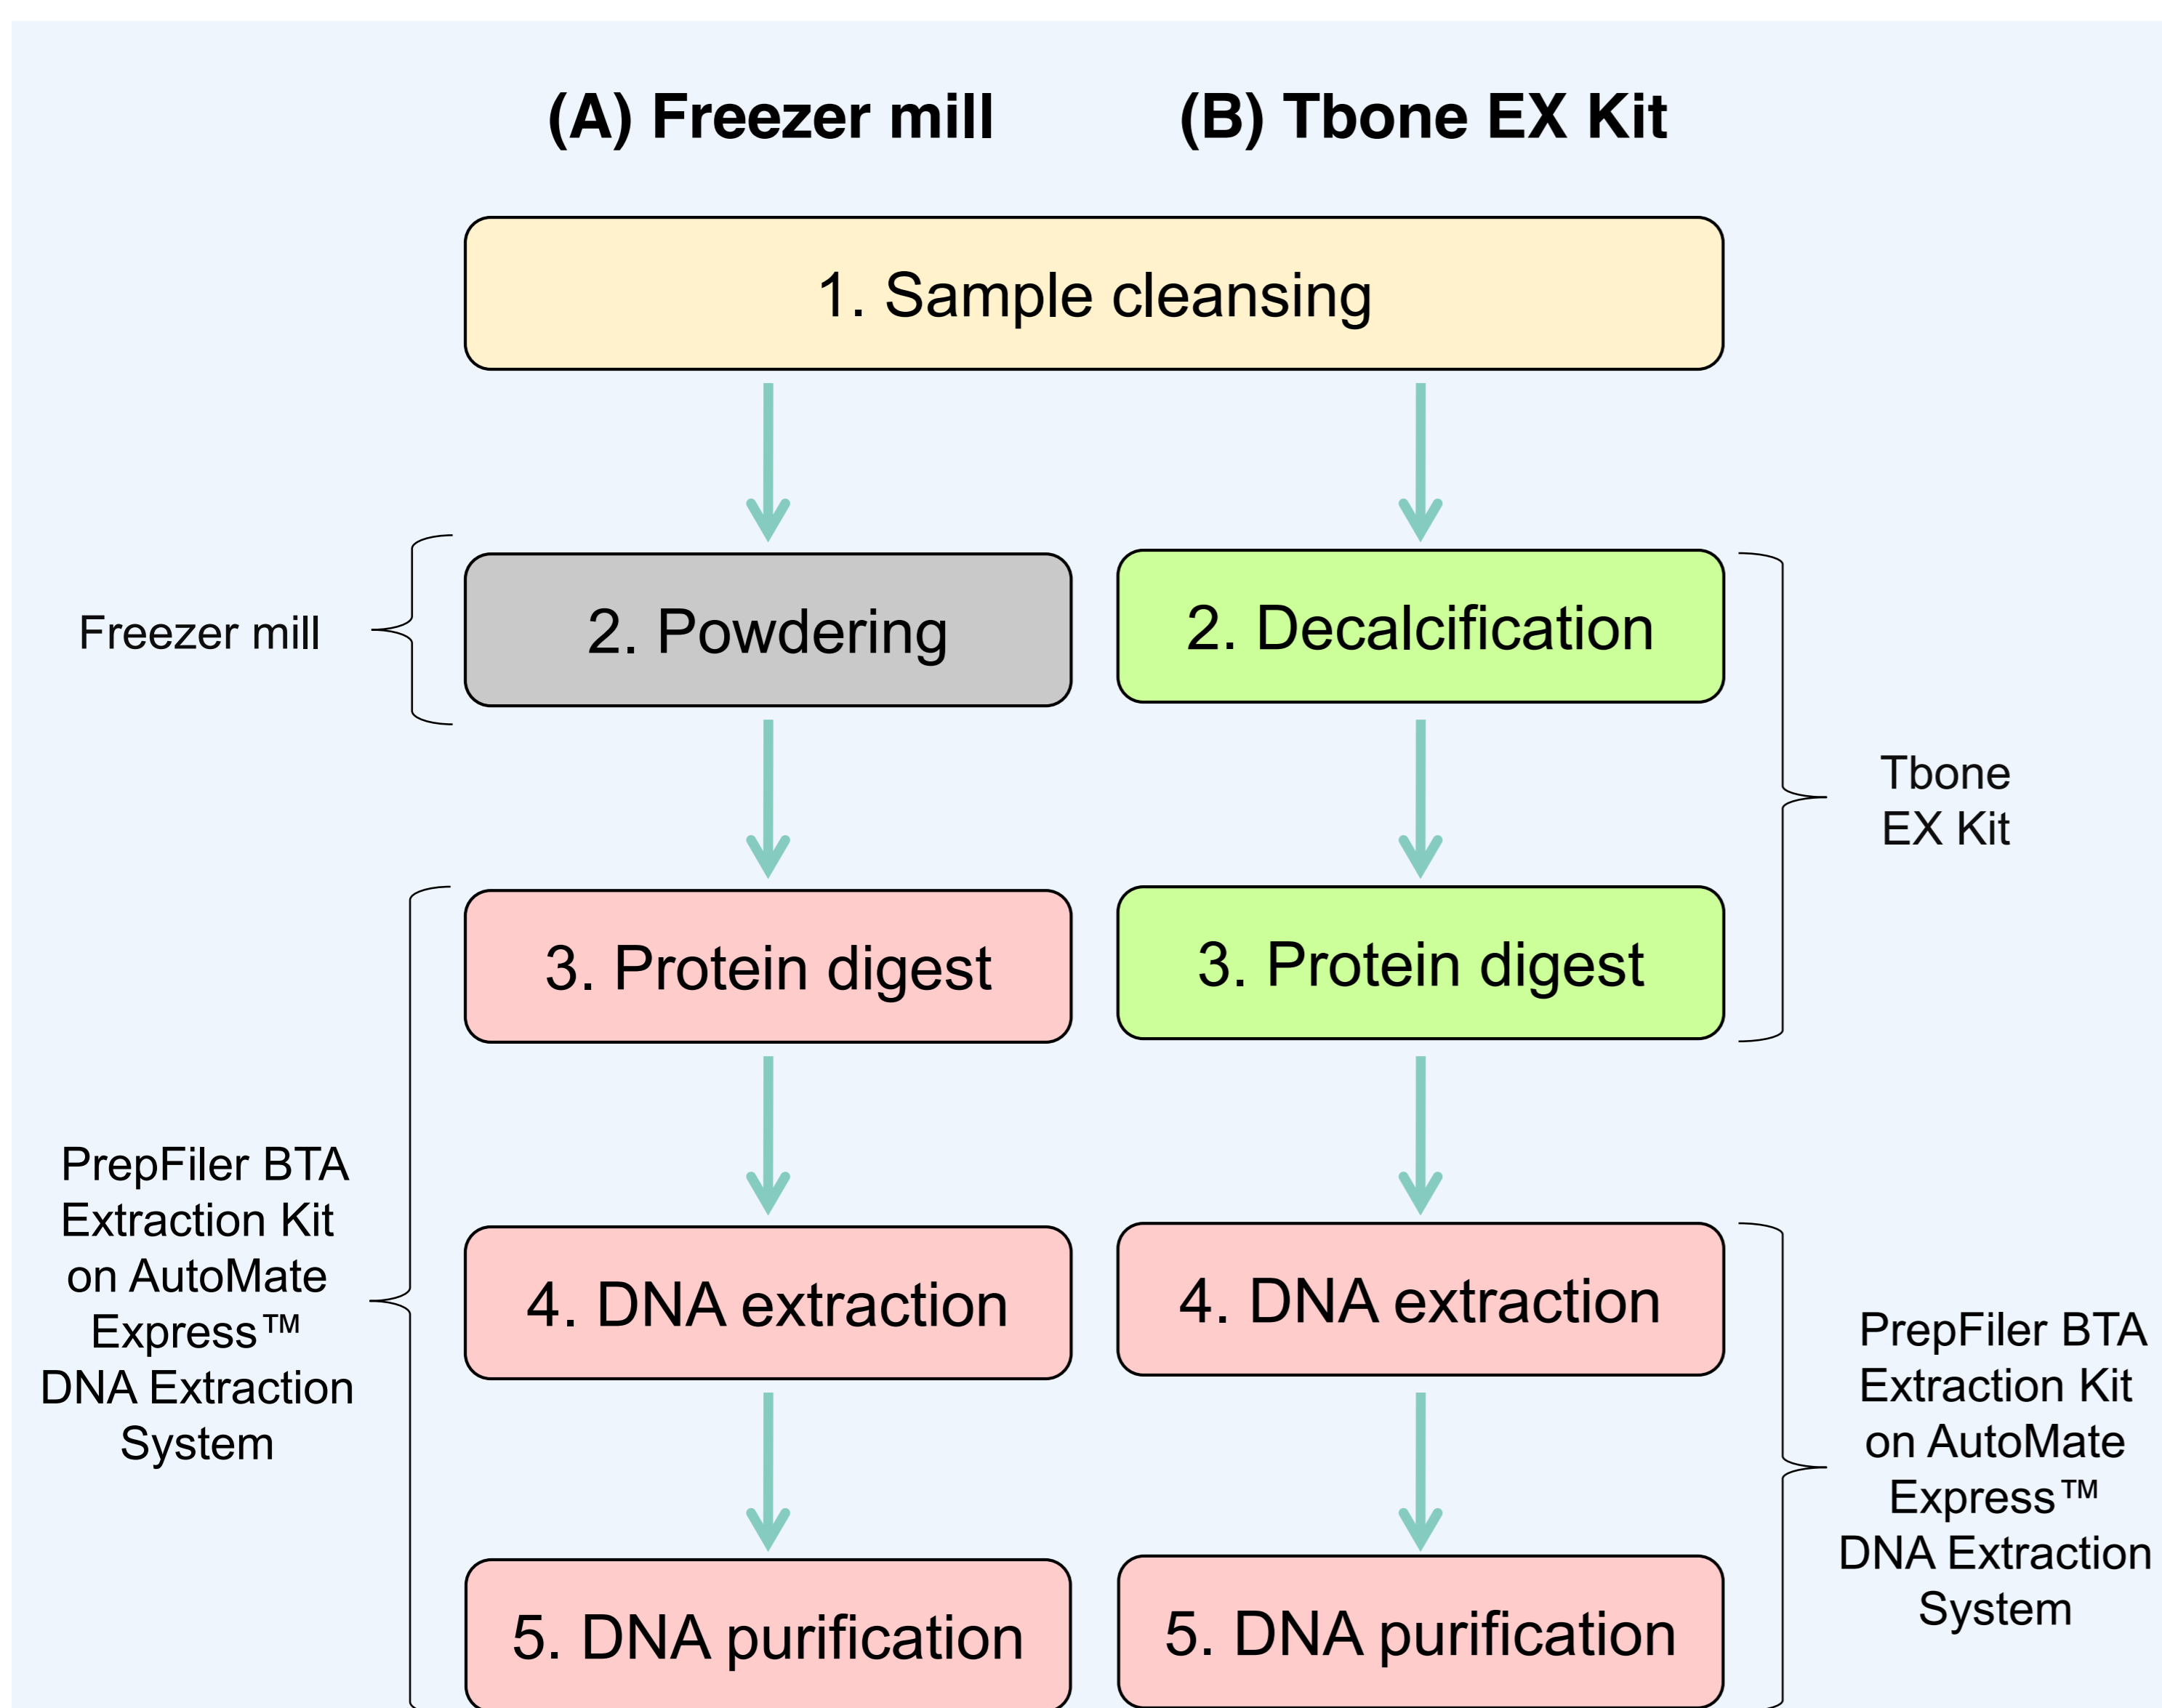 (A) Freezer mill
(B) Tbone EX Kit
1. Sample cleansing
Freezer mill
2. Powdering
2. Decalcification
Tbone
EX Kit
3. Protein digest
3. Protein digest
PrepFiler BTA
Extraction Kit
on AutoMate
Express™
DNA Extraction
System
4. DNA extraction
4. DNA extraction
PrepFiler BTA
Extraction Kit
on AutoMate
Express™
DNA Extraction
System
5. DNA purification
5. DNA purification